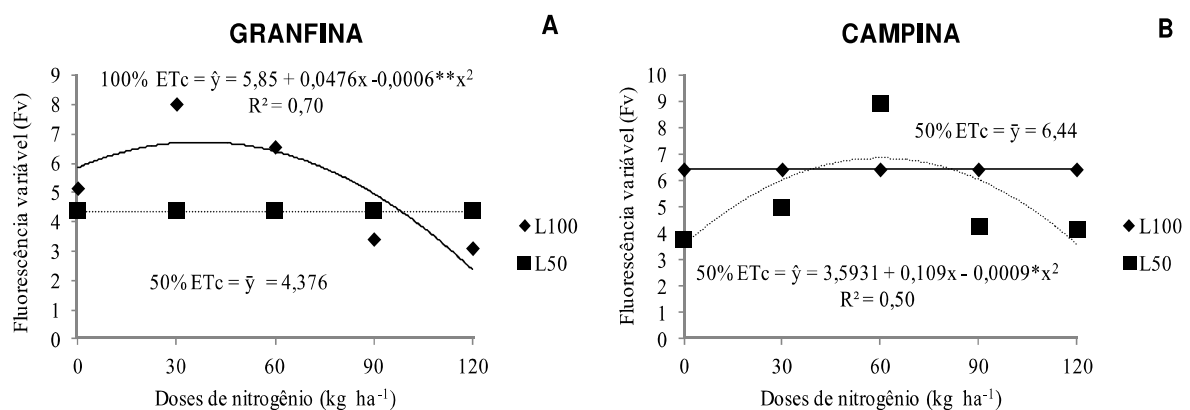 GRANFINA
A
100% ETc = ŷ = 5,85 + 0,0476x -0,0006**x²
R² = 0,70
Fluorescência variável (Fv)
9
8
7
6
5
4
3
2
1
0
50% ETc = ȳ = 4,376
0 30 60 90 120
Doses de nitrogênio (kg ha⁻¹)
L100
L50
CAMPINA
B
Fluorescência variável (Fv)
10
9
8
7
6
5
4
3
2
1
0
50% ETc = ȳ = 6,44
50% ETc = ŷ = 3,5931 + 0,109x - 0,0009*x²
R² = 0,50
0 30 60 90 120
Doses de nitrogênio (kg ha⁻¹)
L100
L50